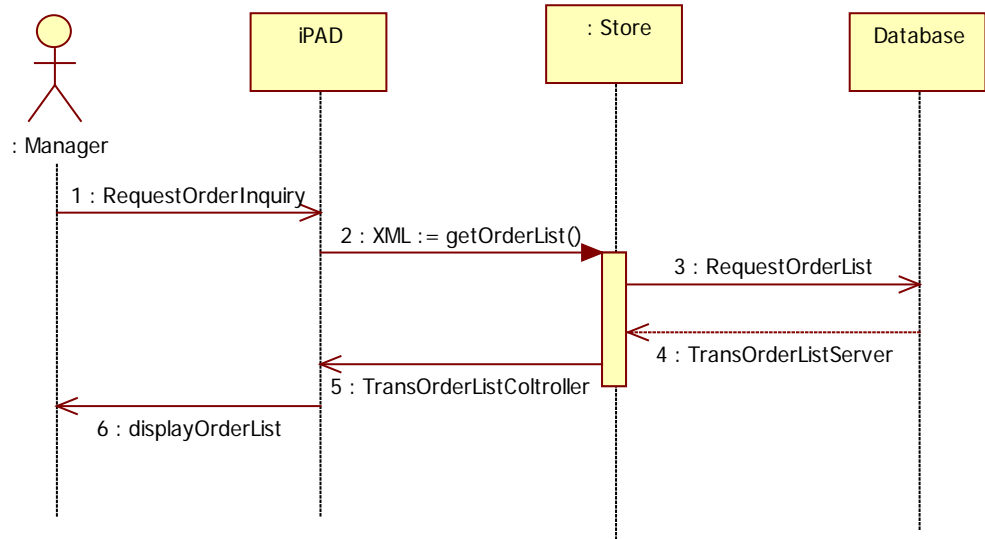 iPAD
: Store
Database
: Manager
1 : RequestOrderInquiry
2 : XML := getOrderList()
3 : RequestOrderList
4 : TransOrderListServer
5 : TransOrderListColtroller
6 : displayOrderList